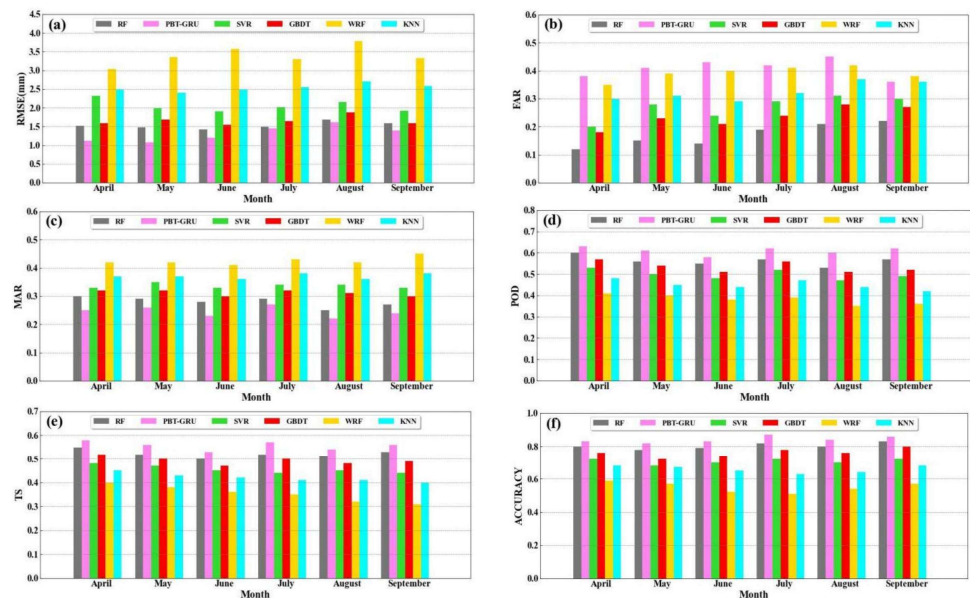 (a)
RF PBT-GRU SVR GBDT WRF KNN
RMSE(mm)
4.5
4.0
3.5
3.0
2.5
2.0
1.5
1.0
0.5
0.0
April May June July August September
Month
(b)
RF PBT-GRU SVR GBDT WRF KNN
FAR
0.6
0.5
0.4
0.3
0.2
0.1
0.0
April May June July August September
Month
(c)
RF PBT-GRU SVR GBDT WRF KNN
MAR
0.6
0.5
0.4
0.3
0.2
0.1
0.0
April May June July August September
Month
(d)
RF PBT-GRU SVR GBDT WRF KNN
POD
0.8
0.7
0.6
0.5
0.4
0.3
0.2
0.1
0.0
April May June July August September
Month
(e)
RF PBT-GRU SVR GBDT WRF KNN
TS
0.7
0.6
0.5
0.4
0.3
0.2
0.1
0.0
April May June July August September
Month
(f)
RF PBT-GRU SVR GBDT WRF KNN
ACCURACY
1.0
0.8
0.6
0.4
0.2
0.0
April May June July August September
Month